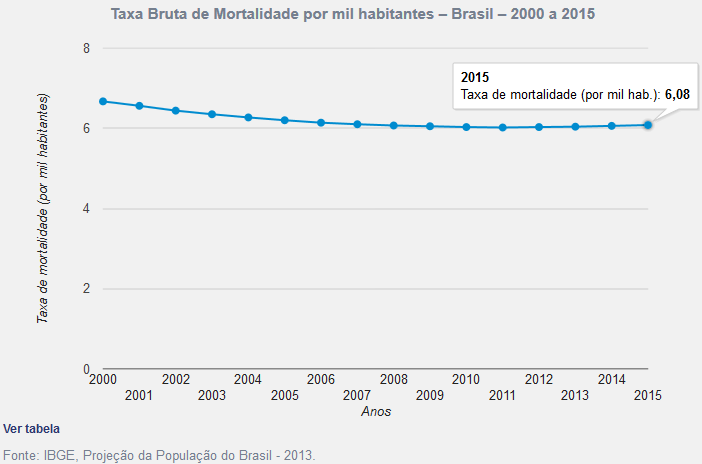 Taxa Bruta de Mortalidade por mil habitantes – Brasil – 2000 a 2015
8
2015
Taxa de mortalidade (por mil hab.): 6,08
6
4
2
0
Taxa de mortalidade (por mil habitantes)
2000 2002 2004 2006 2008 2010 2012 2014
2001 2003 2005 2007 2009 2011 2013 2015
Anos
Ver tabela
Fonte: IBGE, Projeção da População do Brasil - 2013.